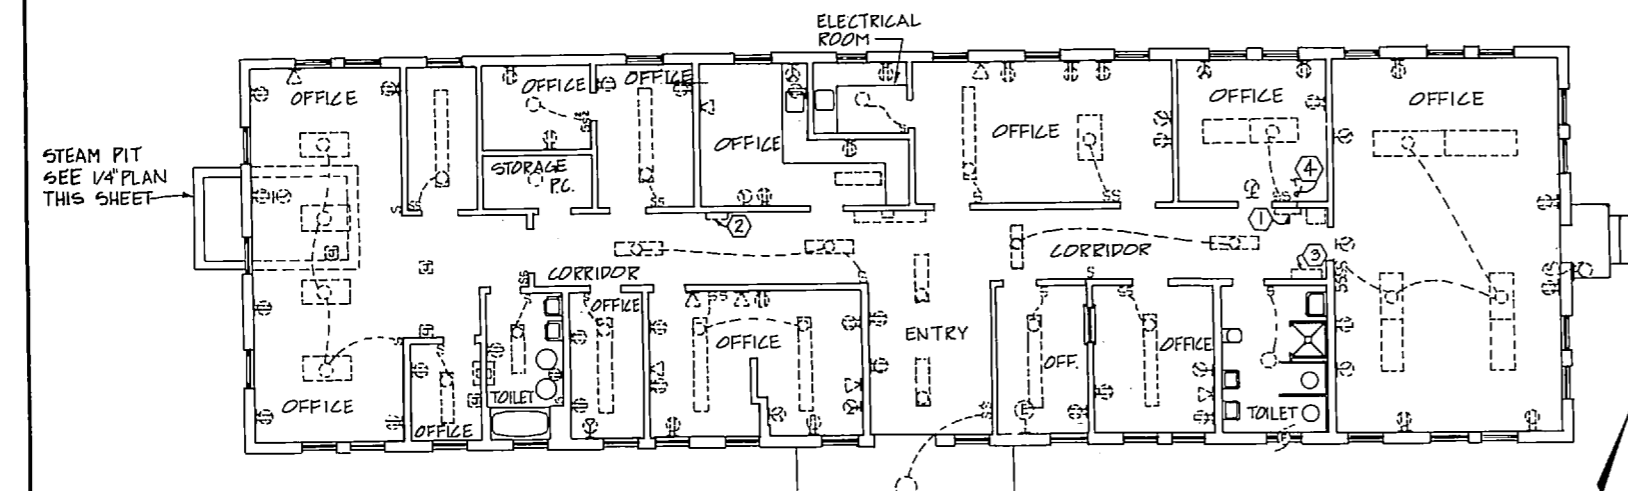 ELECTRICAL
ROOM
OFFICE
OFFICE
OFFICE
OFFICE
OFFICE
OFFICE
OFFICE
STEAM PIT
SEE 1/4" PLAN
THIS SHEET
STORAGE
P.C.
4
2
1
3
CORRIDOR
CORRIDOR
OFFICE
ENTRY
OFFICE
OFF.
OFFICE
TOILET
OFFICE
OFFICE
TOILET